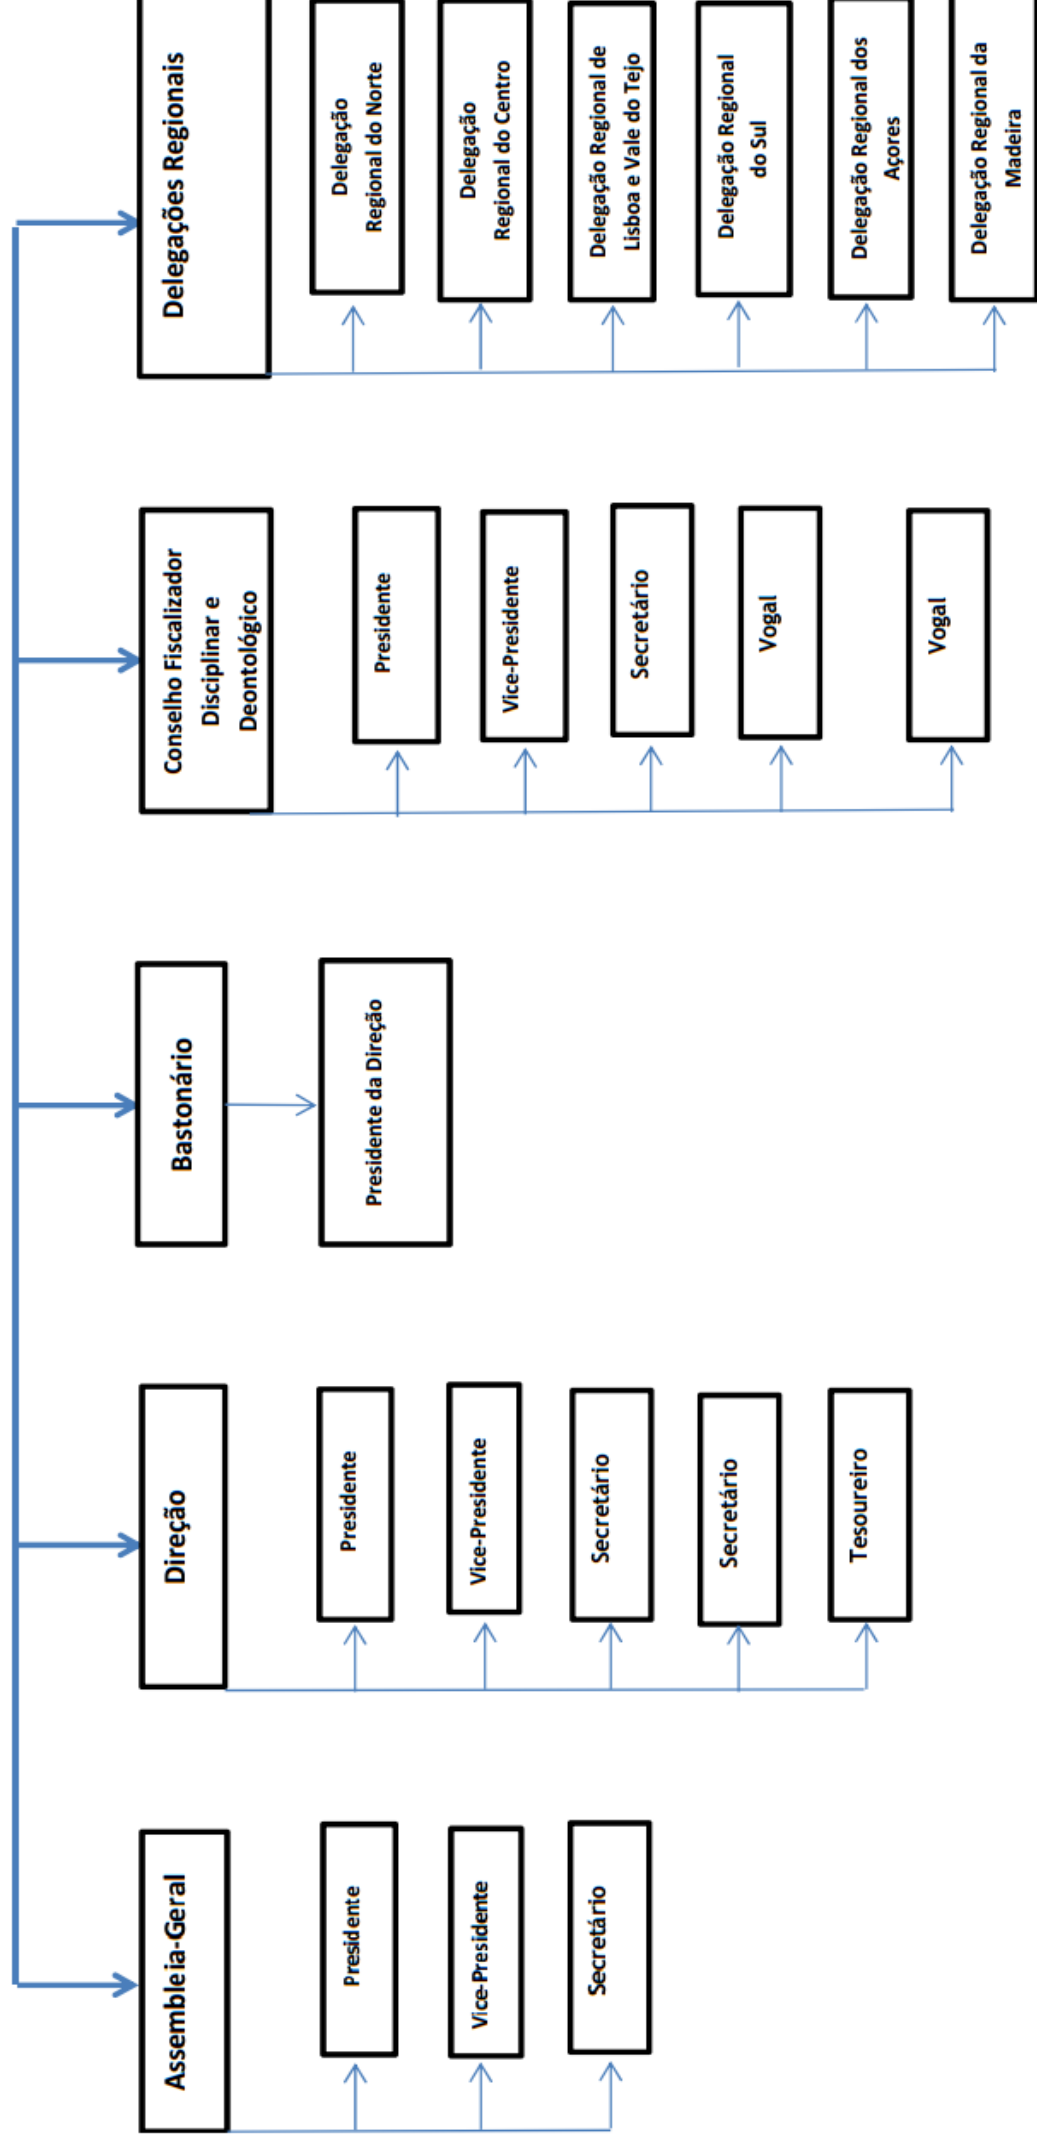 Assembleia-Geral
Presidente
Vice-Presidente
Secretário
Direção
Presidente
Vice-Presidente
Secretário
Secretário
Tesoureiro
Bastonário
Presidente da Direção
Conselho Fiscalizador
Disciplinar e
Deontológico
Presidente
Vice-Presidente
Secretário
Vogal
Vogal
Delegações Regionais
Delegação
Regional do Norte
Delegação
Regional do Centro
Delegação Regional de
Lisboa e Vale do Tejo
Delegação Regional
do Sul
Delegação Regional dos
Açores
Delegação Regional da
Madeira